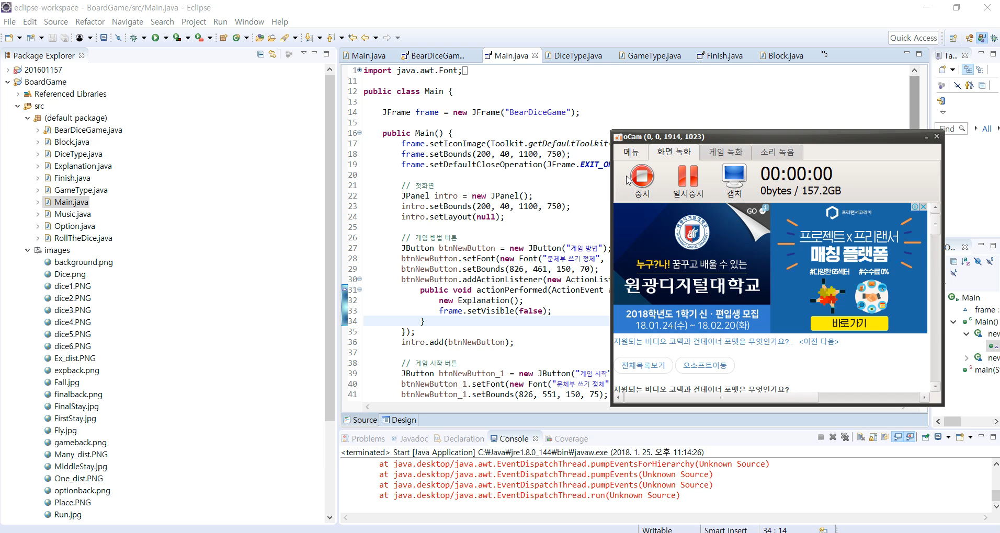 eclipse-workspace - BoardGame/src/Main.java - Eclipse
File Edit Source Refactor Navigate Search Project Run Window Help
Quick Access
Package Explorer
201601157
BoardGame
Referenced Libraries
src
(default package)
BearDiceGame.java
Block.java
DiceType.java
Explanation.java
Finish.java
GameType.java
Main.java
Music.java
Option.java
RollTheDice.java
images
background.png
Dice.png
dice1.PNG
dice2.PNG
dice3.PNG
dice4.PNG
dice5.PNG
dice6.PNG
Ex_dist.PNG
expback.png
Fall.jpg
finalback.png
FinalStay.jpg
FirstStay.jpg
Fly.jpg
gameback.png
Many_dist.PNG
MiddleStay.jpg
One_dist.PNG
optionback.png
Place.PNG
Run.jpg
Main.java BearDiceGam... Main.java DiceType.java GameType.java Finish.java Block.java »3
1 import java.awt.Font;
11
12 public class Main {
13
14 JFrame frame = new JFrame("BearDiceGame");
15
16 public Main() {
17 frame.setIconImage(Toolkit.getDefaultToolkit
18 frame.setBounds(200, 40, 1100, 750);
19 frame.setDefaultCloseOperation(JFrame.EXIT_O
20
21 // 첫화면
22 JPanel intro = new JPanel();
23 intro.setBounds(200, 40, 1100, 750);
24 intro.setLayout(null);
25
26 // 게임 방법 버튼
27 JButton btnNewButton = new JButton("게임 방법");
28 btnNewButton.setFont(new Font("문체부 쓰기 정체",
29 btnNewButton.setBounds(826, 461, 150, 70);
30 btnNewButton.addActionListener(new ActionList
31 public void actionPerformed(ActionEvent a
32 new Explanation();
33 frame.setVisible(false);
34 }
35 });
36 intro.add(btnNewButton);
37
38 // 게임 시작 버튼
39 JButton btnNewButton_1 = new JButton("게임 시작"
40 btnNewButton_1.setFont(new Font("문체부 쓰기 정체"
41 btnNewButton_1.setBounds(826, 551, 150, 75);
Source Design
oCam (0, 0, 1914, 1023)
메뉴 화면 녹화 게임 녹화 소리 녹음
중지 일시중지 캡처
00:00:00
0bytes / 157.2GB
GO
원광디지털대학교
WONKWANG DIGITAL UNIVERSITY
누구?나! 꿈꾸고 배울 수 있는
원광디지털대학교
2018학년도 1학기 신 · 편입생 모집
18.01.24(수) ~ 18.02.20(화)
프리랜서코리아
프로젝트 x 프리랜서
매칭 플랫폼
#다양한 65섹터 #수수료 0%
바로가기
지원되는 비디오 코덱과 컨테이너 포맷은 무엇인가요?.. <이전 다음>
전체목록보기 오소프트이동
지원되는 비디오 코덱과 컨테이너 포맷은 무엇인가요?
Ta...
Find All
O...
Main
frame :
Main()
new
new
main(S
Problems Javadoc Declaration Console Coverage
<terminated> Start [Java Application] C:₩Java₩jre1.8.0_144₩bin₩javaw.exe (2018. 1. 25. 오후 11:14:26)
at java.desktop/java.awt.EventDispatchThread.pumpEventsForHierarchy(Unknown Source)
at java.desktop/java.awt.EventDispatchThread.pumpEvents(Unknown Source)
at java.desktop/java.awt.EventDispatchThread.pumpEvents(Unknown Source)
at java.desktop/java.awt.EventDispatchThread.run(Unknown Source)
Writable Smart Insert 34 : 14